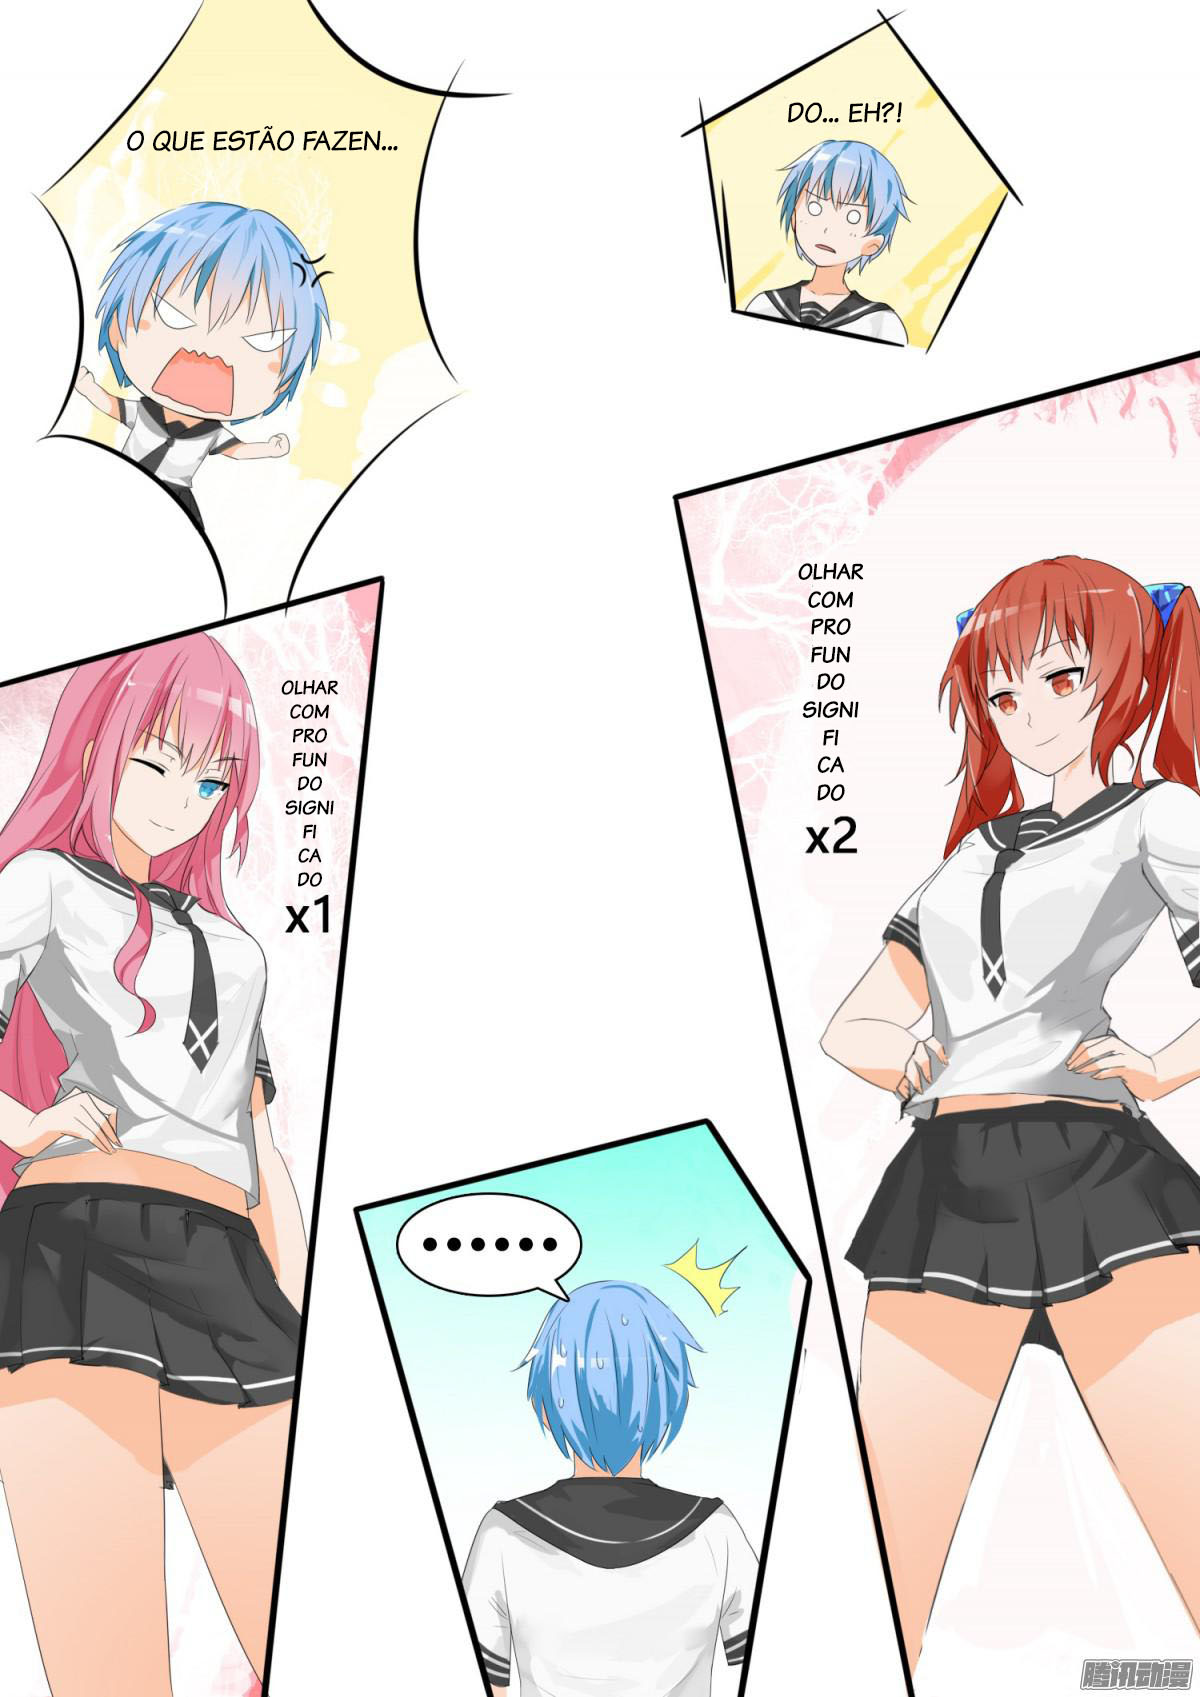 O QUE ESTÃO FAZEN...
DO... EH?!
OLHAR
COM
PRO
FUN
DO
SIGNI
FI
CA
DO
x1
OLHAR
COM
PRO
FUN
DO
SIGNI
FI
CA
DO
x2
••••••
腾讯动漫